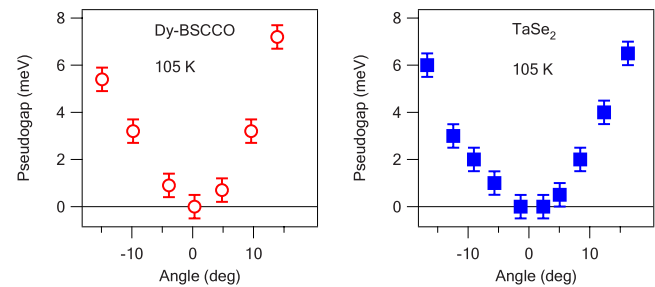 8
6
4
2
0
Pseudogap (meV)
Dy-BSCCO
105 K
-10
0
10
Angle (deg)
8
6
4
2
0
Pseudogap (meV)
TaSe₂
105 K
-10
0
10
Angle (deg)